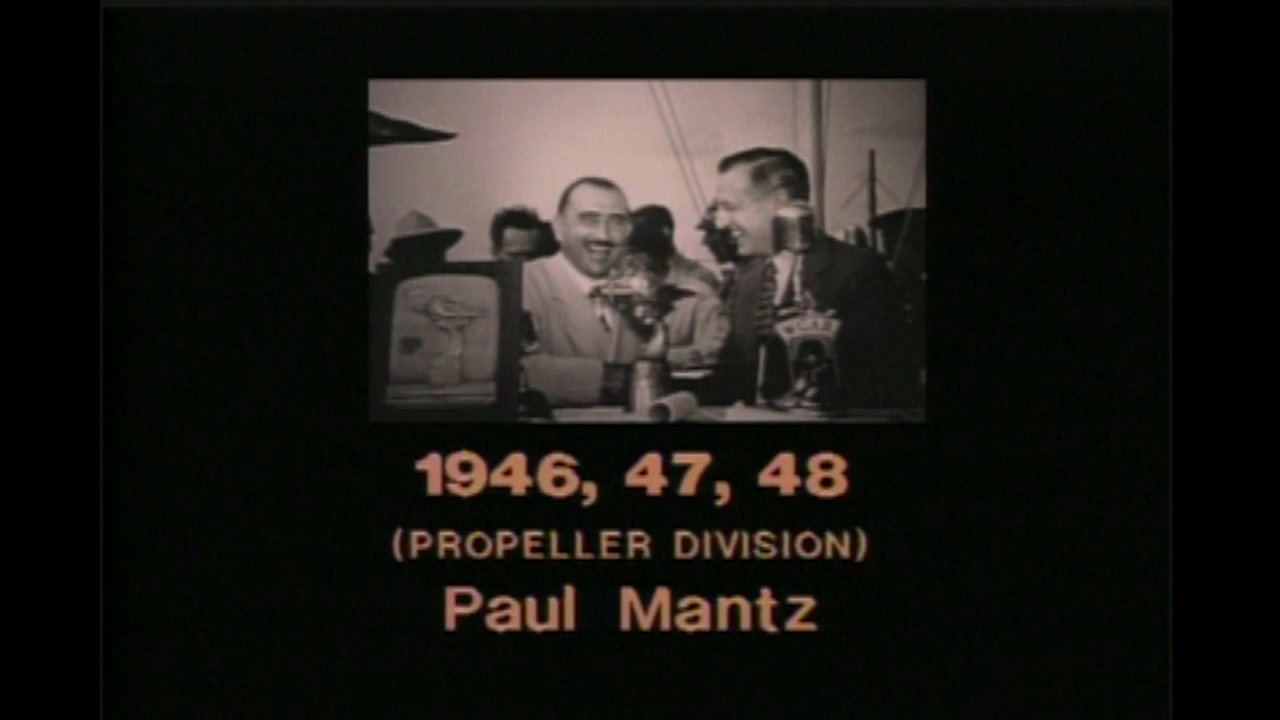 1946, 47, 48
(PROPELLER DIVISION)
Paul Mantz